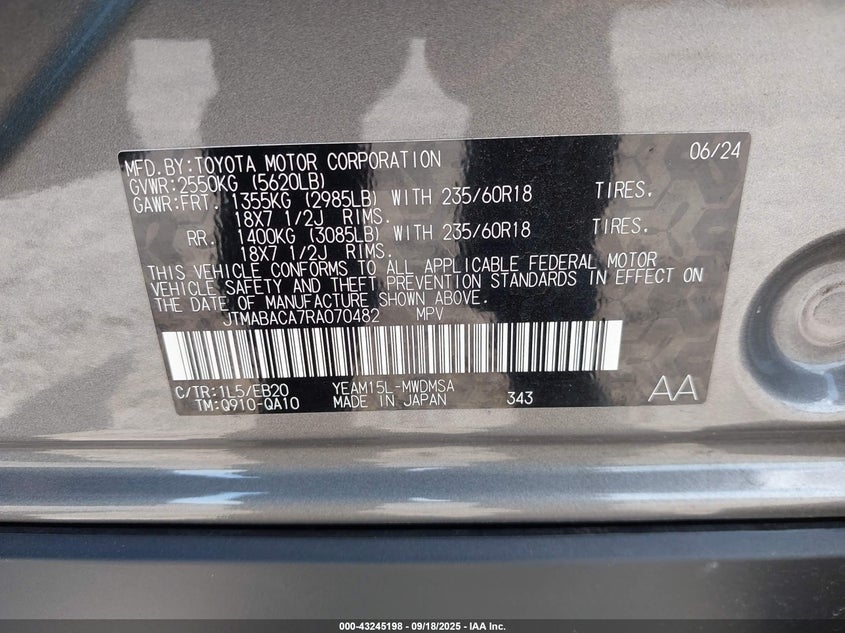 MFD.BY:TOYOTA MOTOR CORPORATION 06/24
GVWR:2550KG (5620LB)
GAWR:FRT. 1355KG (2985LB) WITH 235/60R18 TIRES.
18X7 1/2J RIMS.
RR. 1400KG (3085LB) WITH 235/60R18 TIRES.
18X7 1/2J RIMS.
THIS VEHICLE CONFORMS TO ALL APPLICABLE FEDERAL MOTOR
VEHICLE SAFETY AND THEFT PREVENTION STANDARDS IN EFFECT ON
THE DATE OF MANUFACTURE SHOWN ABOVE.
JTMABACA7RA070482 MPV
C/TR:1L5/EB20 YEAM15L-MWDMSA
TM:Q910-QA10 MADE IN JAPAN 343 AA
000-43245198 - 09/18/2025 - IAA Inc.